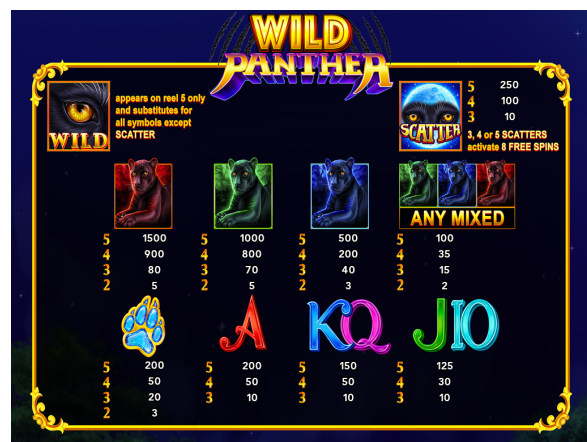 WILD
PANTHER
appears on reel 5 only
and substitutes for
all symbols except
SCATTER
WILD
SCATTER
5 250
4 100
3 10
3, 4 or 5 SCATTERS
activate 8 FREE SPINS
ANY MIXED
5 1500
4 900
3 80
2 5
5 1000
4 800
3 70
2 5
5 500
4 200
3 40
2 3
5 100
4 35
3 15
2 2
A
KQ
J10
5 200
4 50
3 20
2 3
5 200
4 50
3 10
5 150
4 50
3 10
5 125
4 30
3 10